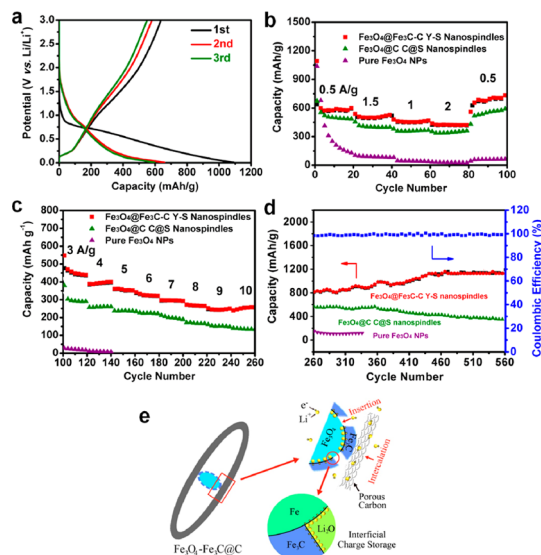 a
Potential (V vs. Li/Li⁺)
3.0
2.5
2.0
1.5
1.0
0.5
0.0
1st
2nd
3rd
0 200 400 600 800 1000
Capacity (mAh/g)
b
Capacity (mAh/g)
1500
1200
900
600
300
0
Fe₃O₄@Fe₃C-C Y-S Nanospindles
Fe₃O₄@C C@S Nanospindles
Pure Fe₃O₄ NPs
0.5 A/g
1.5
1
2
0.5
0 20 40 60 80 100
Cycle Number
c
Capacity (mAh g⁻¹)
900
800
700
600
500
400
300
200
100
0
Fe₃O₄@Fe₃C-C Y-S Nanospindles
Fe₃O₄@C C@S Nanospindles
Pure Fe₃O₄ NPs
3 A/g
4
5
6
7
8
9
10
100 120 140 160 180 200 220 240 260
Cycle Number
d
Capacity (mAh/g)
2000
1600
1200
800
400
0
Fe₃O₄@Fe₃C-C Y-S Nanospindles
Fe₃O₄@C C@S nanospindles
Pure Fe₃O₄ NPs
260 310 360 410 460 510 560
Cycle Number
120
100
80
60
40
20
0
Coulombic Efficiency (%)
e
Fe₃O₄-Fe₃C@C
e⁻
Li⁺
Fe₃O₄
Fe₃C
Insertion
Intercalation
Porous
Carbon
Fe
Li₂O
Fe₃C
Interficial
Charge Storage